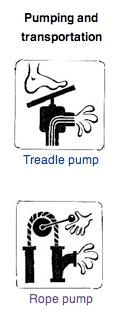 Pumping and
transportation
Treadle pump
Rope pump